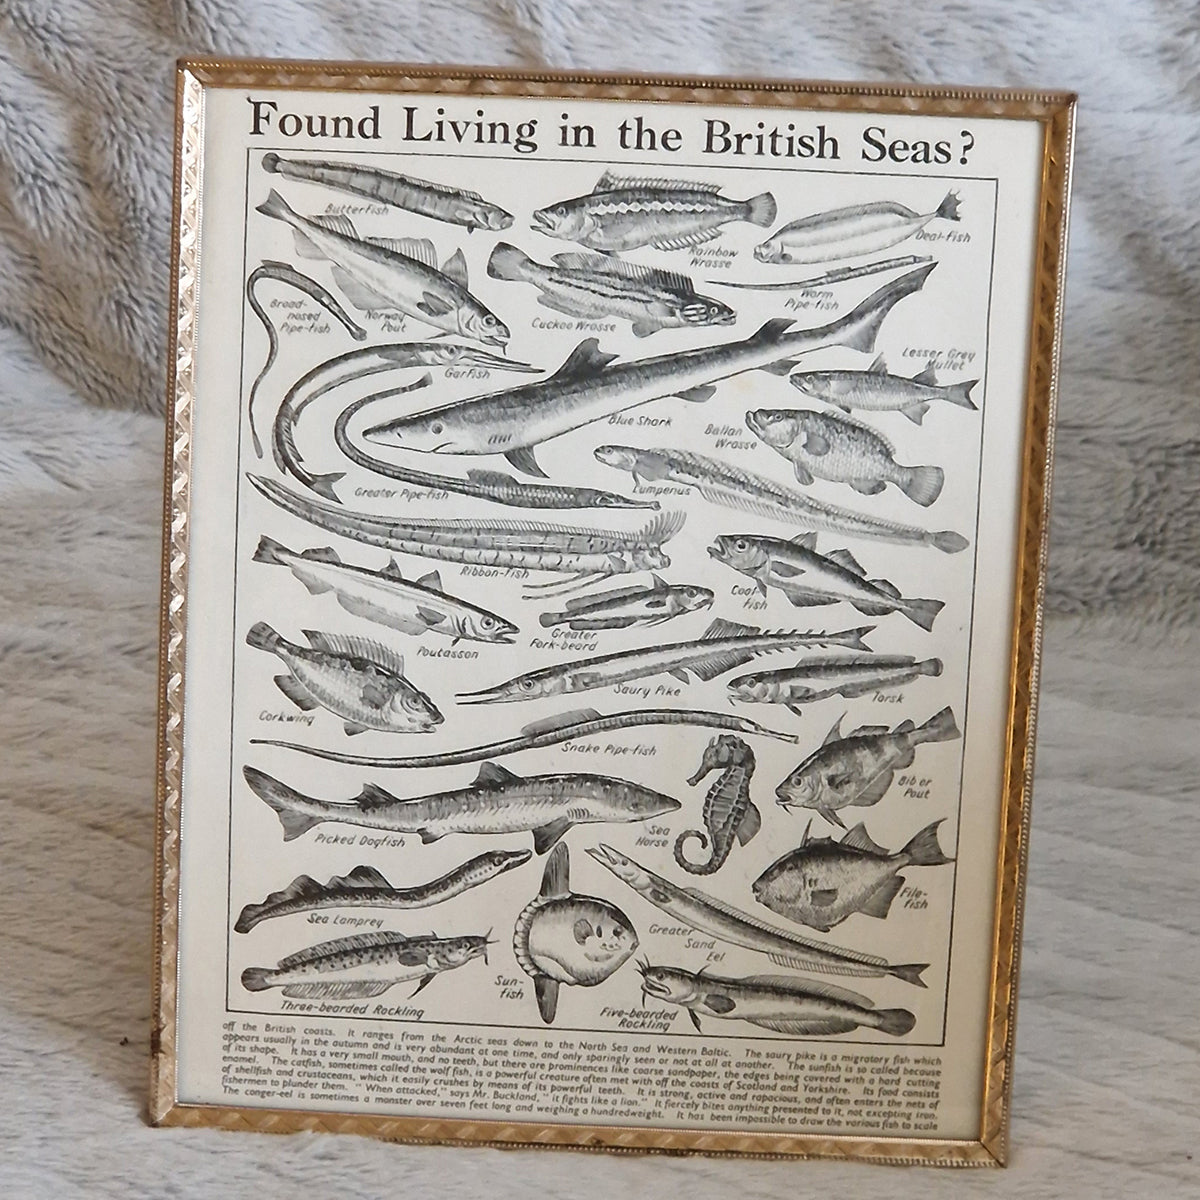 Found Living in the British Seas?
Butterfish
Rainbow
Wrasse
Deal-fish
Broad-
nosed
Pipe-fish
Norway
Pout
Cuckoo Wrasse
Worm
Pipe-fish
Lesser Grey
Mullet
Garfish
Blue Shark
Ballan
Wrasse
Greater Pipe-fish
Lumpenus
Ribbon-fish
Coal-
fish
Poutasson
Greater
Fork-beard
Saury Pike
Torsk
Corkwing
Snake Pipe-fish
Bib or
Pout
Picked Dogfish
Sea
Horse
File-
fish
Sea Lamprey
Greater
Sand
Eel
Sun-
fish
Three-bearded Rockling
Five-bearded
Rockling
off the British coasts. It ranges from the Arctic seas down to the North Sea and Western Baltic. The saury pike is a migratory fish which
appears usually in the autumn and is very abundant at one time, and only sparingly seen or not at all at another. The sunfish is so called because
of its shape. It has a very small mouth, and no teeth, but there are prominences like coarse sandpaper, the edges being covered with a hard cutting
enamel. The catfish, sometimes called the wolf fish, is a powerful creature often met with off the coasts of Scotland and Yorkshire. Its food consists
of shellfish and crustaceans, which it easily crushes by means of its powerful teeth. It is strong, active and rapacious, and often enters the nets of
fishermen to plunder them. "When attacked," says Mr. Buckland, "it fights like a lion." It fiercely bites anything presented to it, not excepting iron.
The conger-eel is sometimes a monster over seven feet long and weighing a hundredweight. It has been impossible to draw the various fish to scale